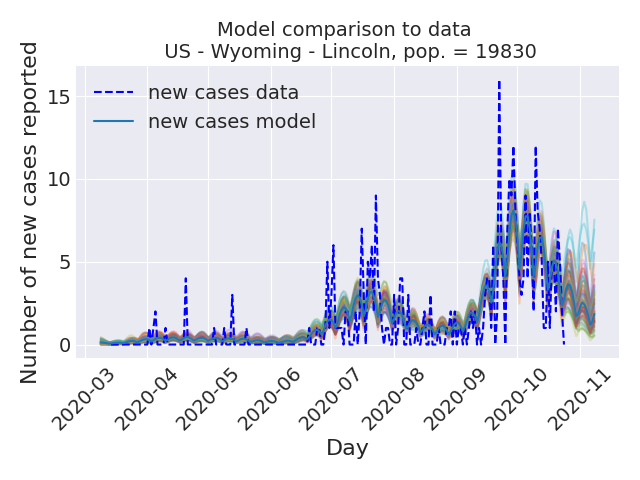 Model comparison to data
US - Wyoming - Lincoln, pop. = 19830
Number of new cases reported
15
10
5
0
new cases data
new cases model
2020-03
2020-04
2020-05
2020-06
2020-07
2020-08
2020-09
2020-10
2020-11
Day